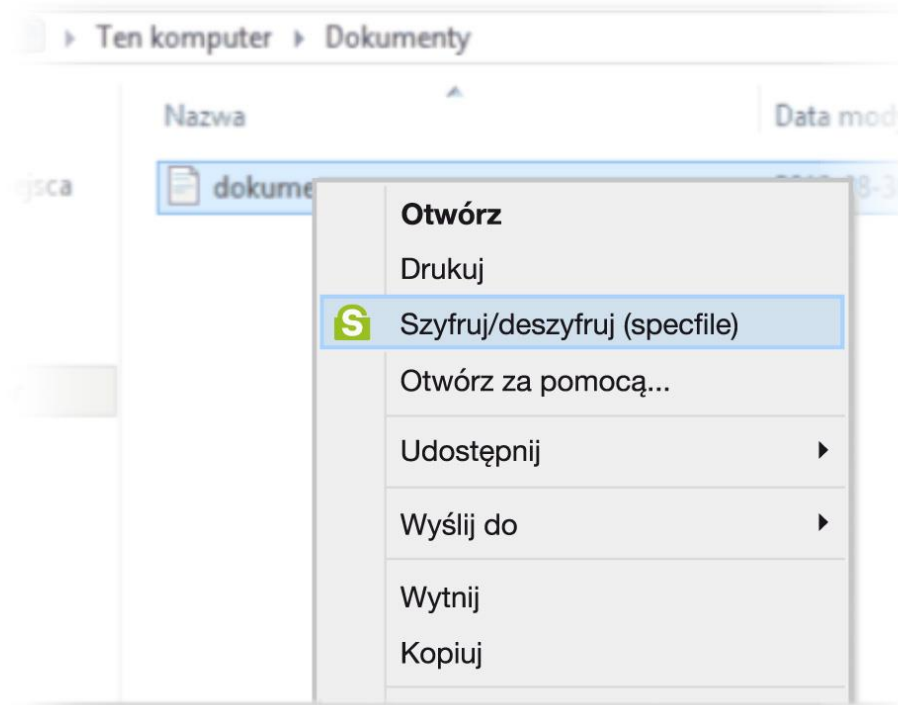 Ten komputer Dokumenty
Nazwa
Data mod
dokume
Otwórz
Drukuj
S Szyfruj/deszyfruj (specfile)
Otwórz za pomocą...
Udostępnij
Wyślij do
Wytnij
Kopiuj